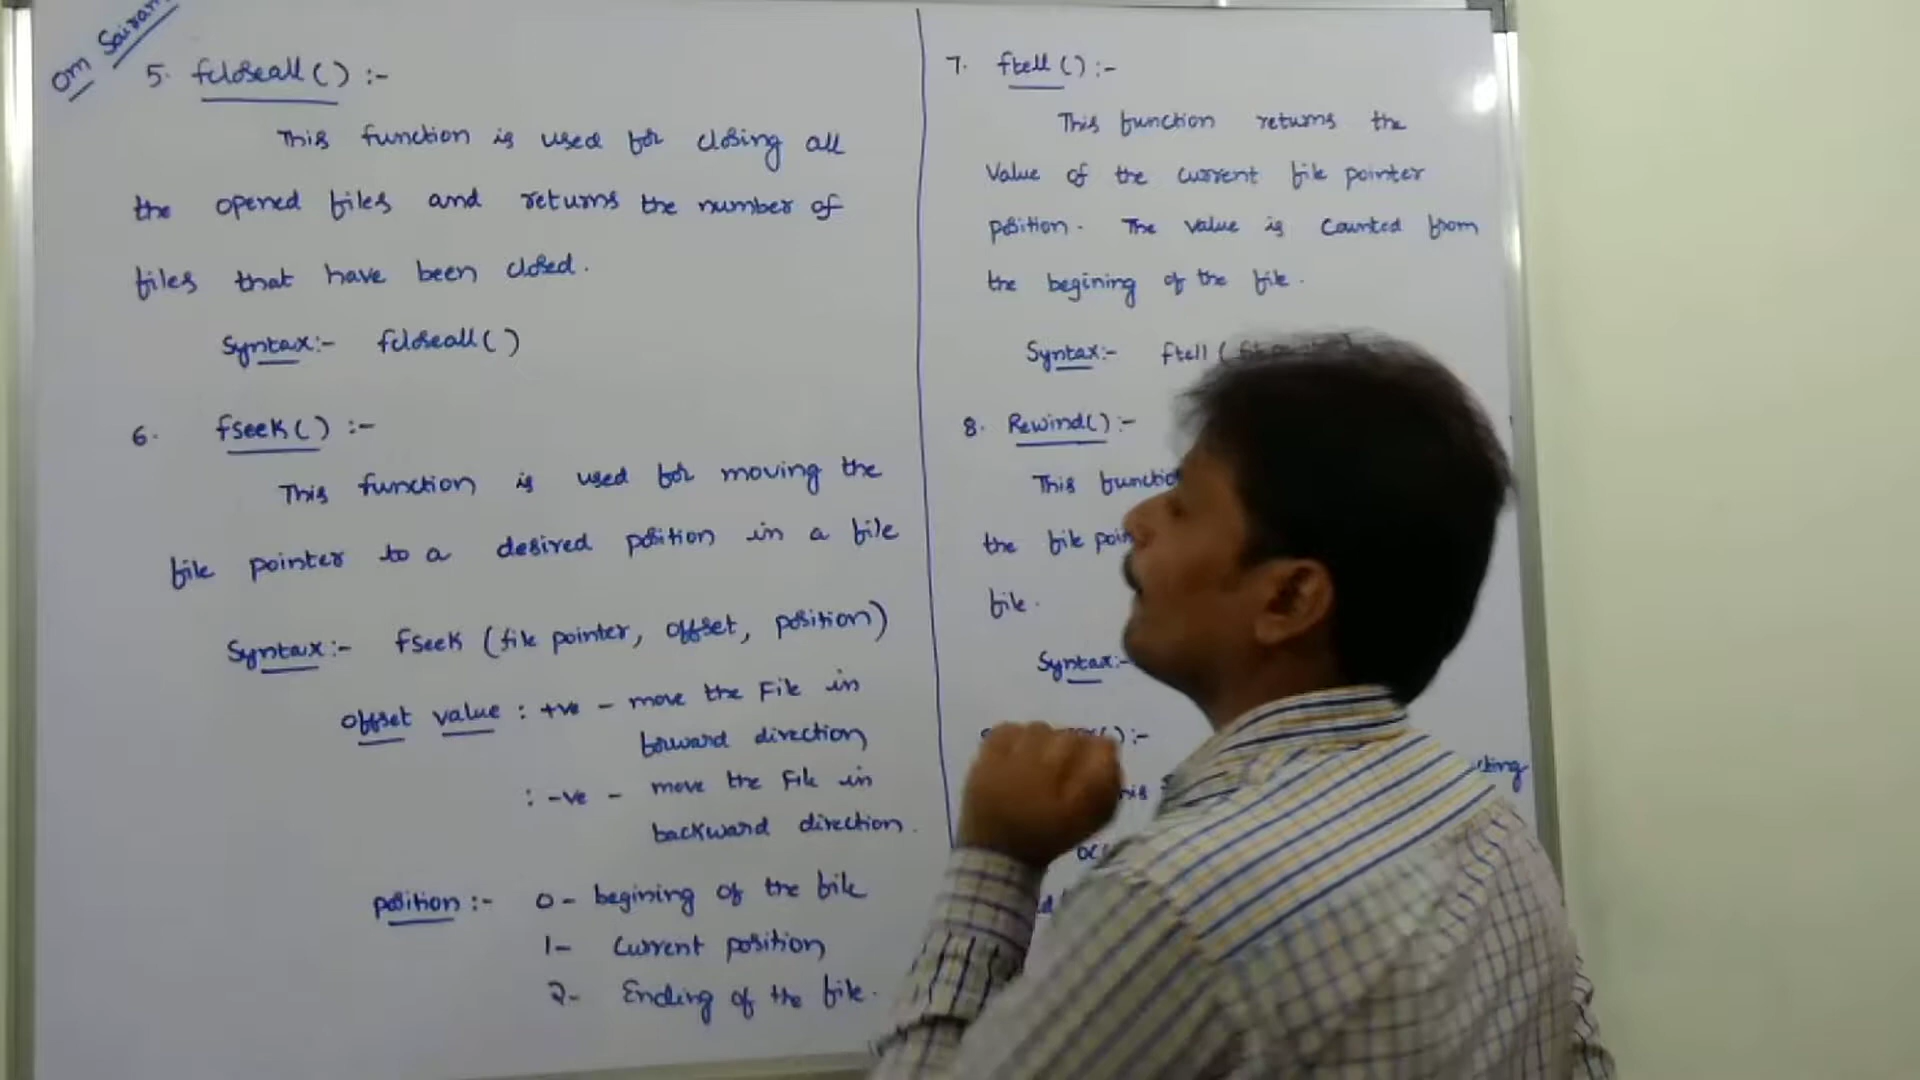 Om Sairam
5. fcloseall() :-
This function is used for closing all
the opened files and returns the number of
files that have been closed.
Syntax:- fcloseall()
6. fseek() :-
This function is used for moving the
file pointer to a desired position in a file
Syntax:- fseek (file pointer, offset, position)
offset value : +ve - move the File in
forward direction
: -ve - move the File in
backward direction.
position :- 0 - begining of the file
1- Current position
2- Ending of the file.
7. ftell() :-
This function returns the
value of the current file pointer
position. The value is counted from
the begining of the file.
Syntax:- ftell (
8. Rewind() :-
This
the file
file.
Syntax:-